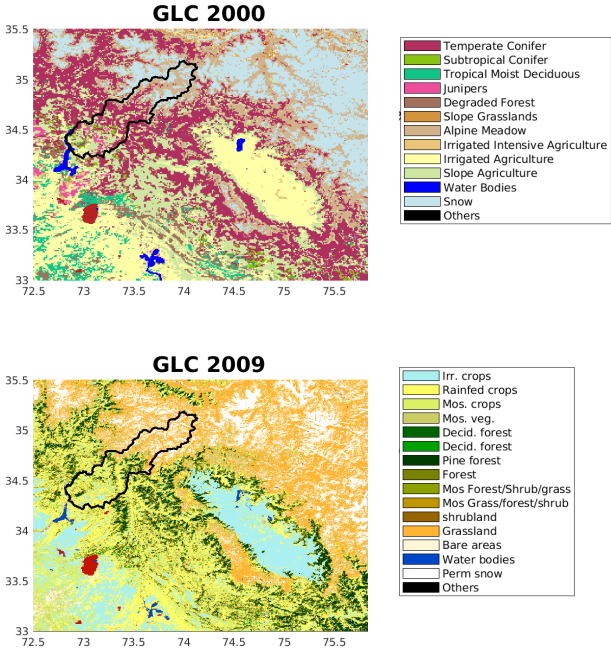 GLC 2000
35.5
35
34.5
34
33.5
33
72.5 73 73.5 74 74.5 75 75.5
Temperate Conifer
Subtropical Conifer
Tropical Moist Deciduous
Junipers
Degraded Forest
Slope Grasslands
Alpine Meadow
Irrigated Intensive Agriculture
Irrigated Agriculture
Slope Agriculture
Water Bodies
Snow
Others
GLC 2009
35.5
35
34.5
34
33.5
33
72.5 73 73.5 74 74.5 75 75.5
Irr. crops
Rainfed crops
Mos. crops
Mos. veg.
Decid. forest
Decid. forest
Pine forest
Forest
Mos Forest/Shrub/grass
Mos Grass/forest/shrub
shrubland
Grassland
Bare areas
Water bodies
Perm snow
Others